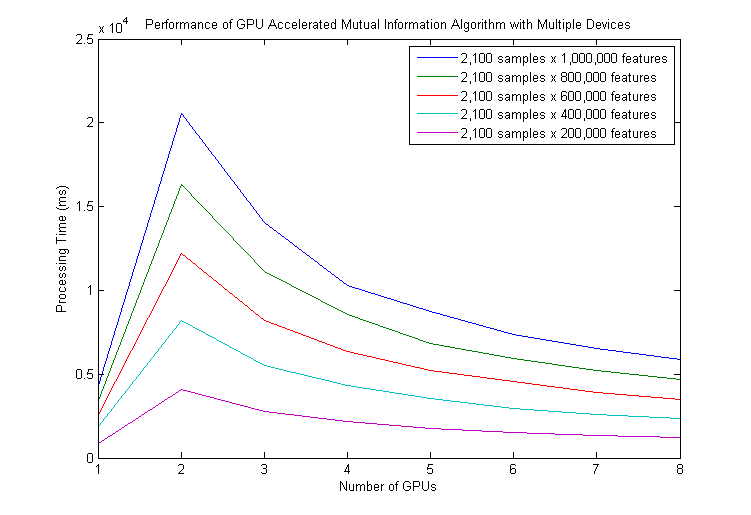 Performance of GPU Accelerated Mutual Information Algorithm with Multiple Devices
x 10^4
2,100 samples x 1,000,000 features
2,100 samples x 800,000 features
2,100 samples x 600,000 features
2,100 samples x 400,000 features
2,100 samples x 200,000 features
Processing Time (ms)
2.5
2
1.5
1
0.5
0
1 2 3 4 5 6 7 8
Number of GPUs